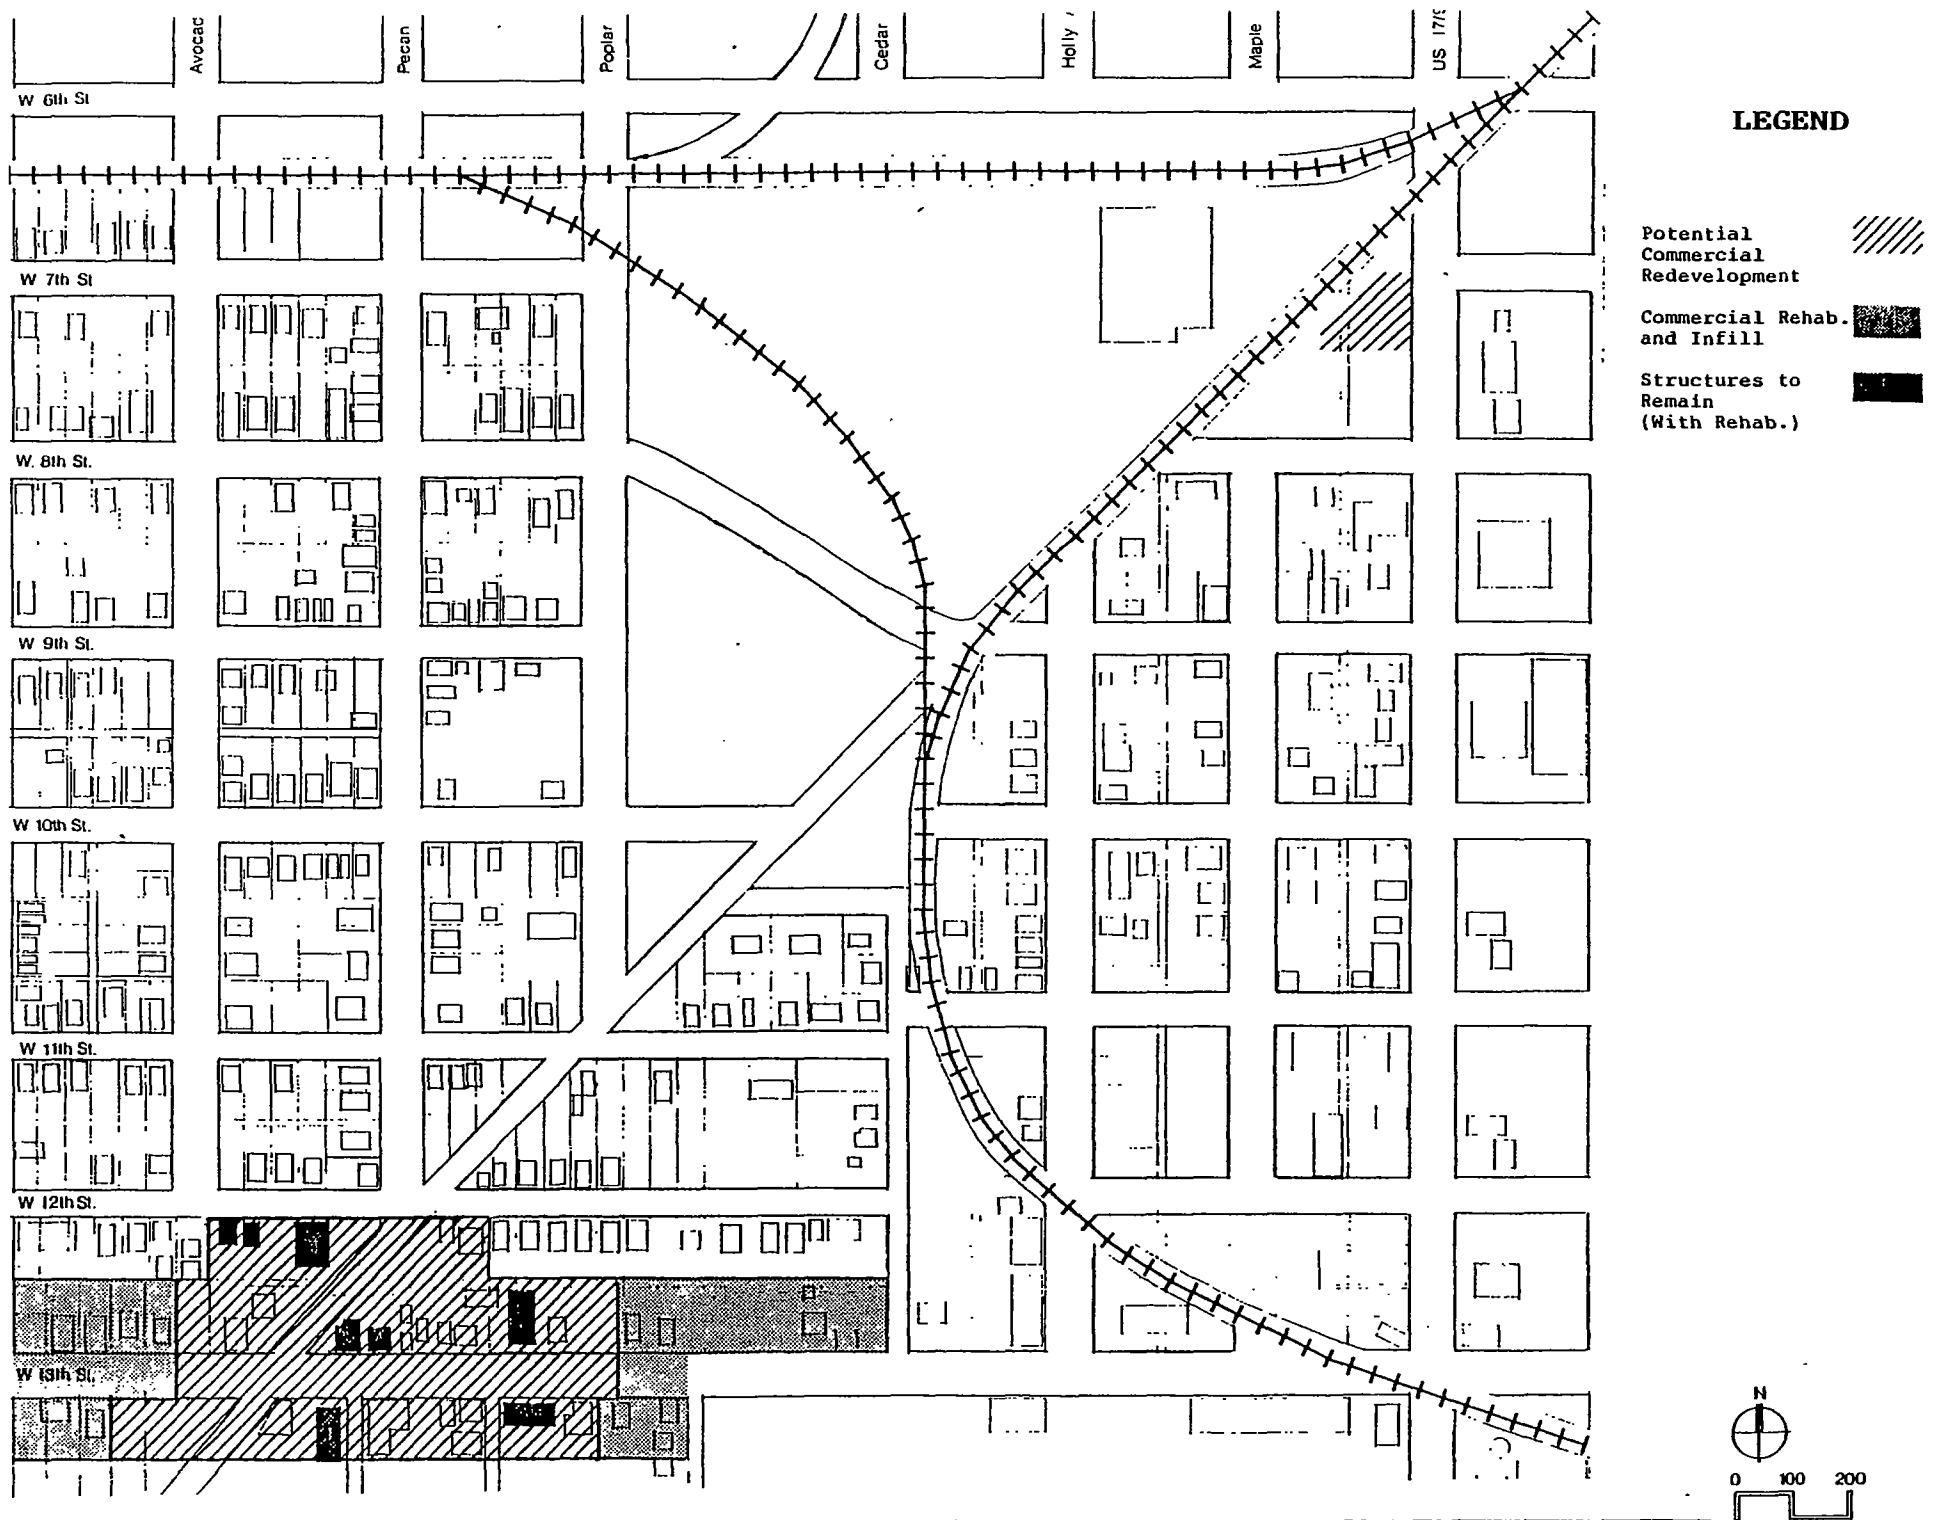 Avocad
Pecan
Poplar
Cedar
Holly
Maple
US 17/9
W 6th St
LEGEND
Potential
Commercial
Redevelopment
W 7th St
Commercial Rehab.
and Infill
Structures to
Remain
(With Rehab.)
W. 8th St.
W 9th St.
W 10th St.
W 11th St.
W 12th St.
W 13th St.
N
0 100 200